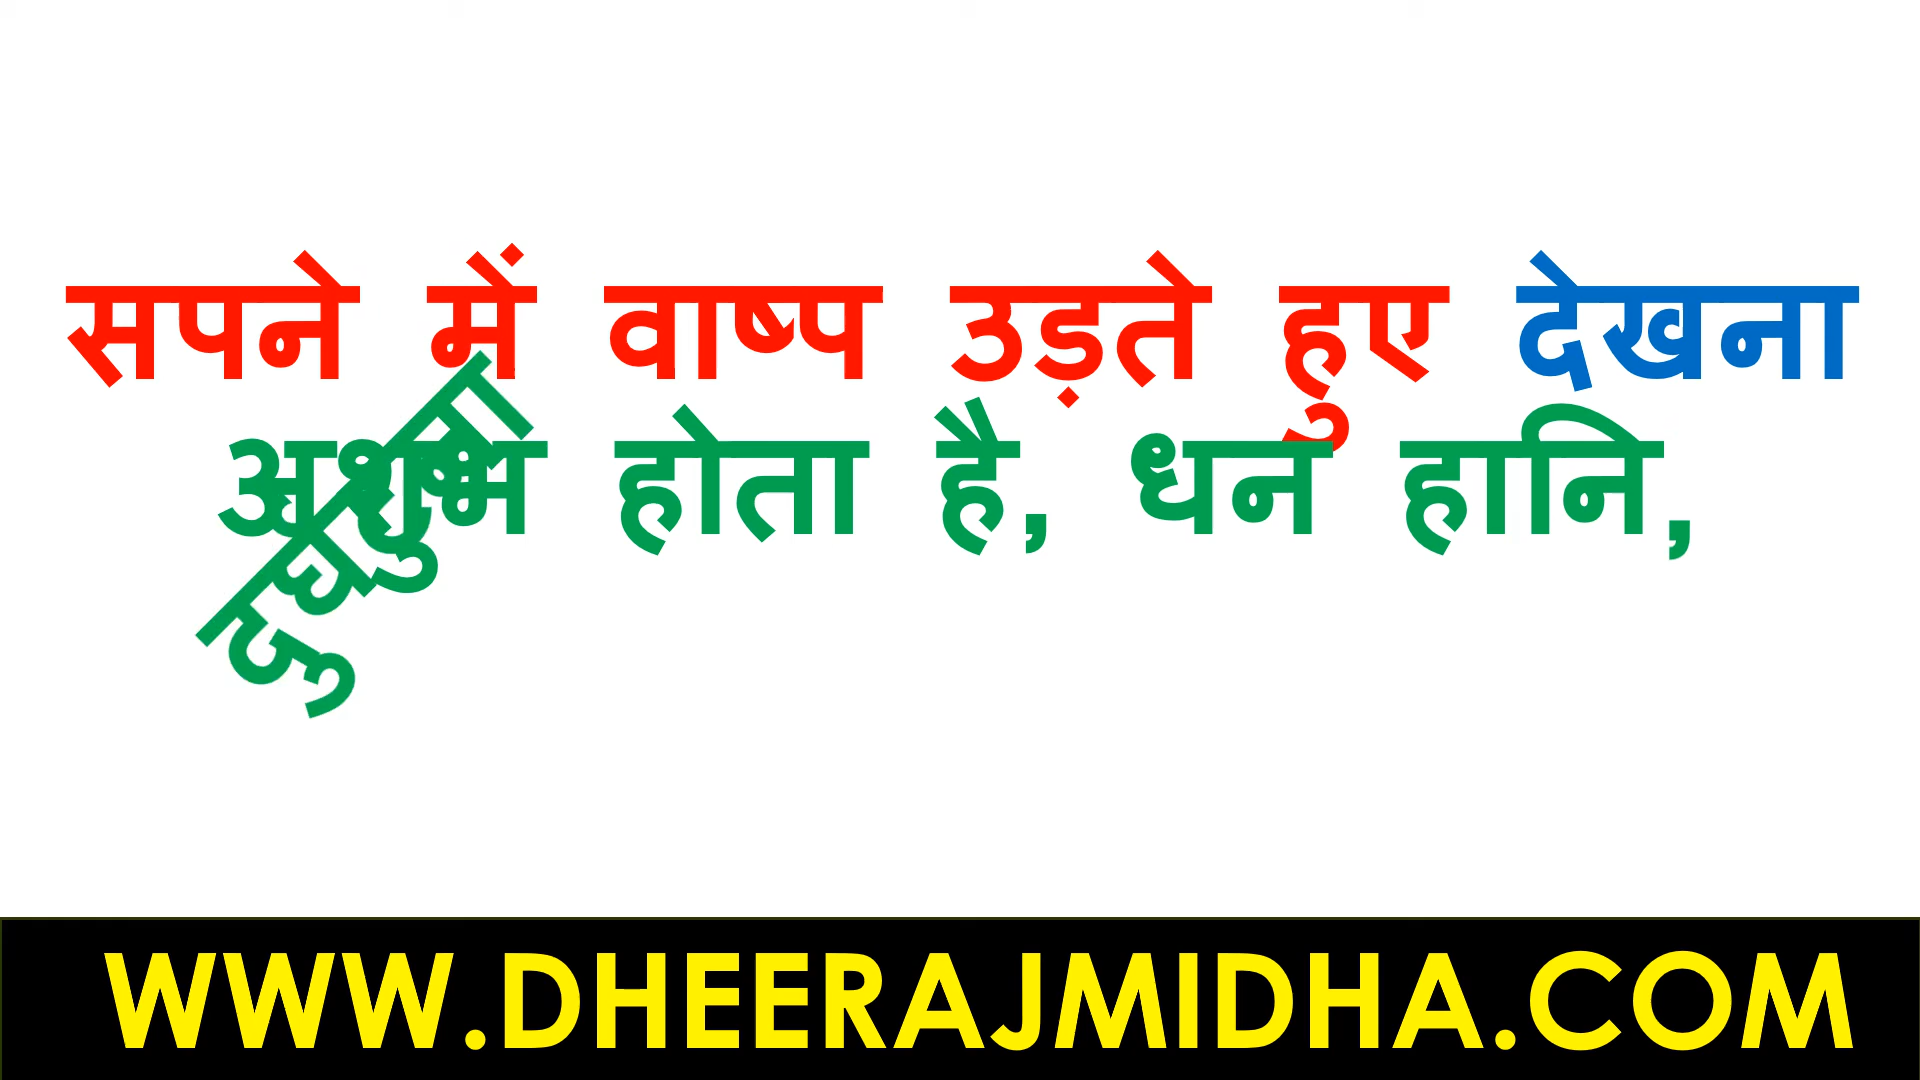 सपने में वाष्प उड़ते हुए देखना
अशुभ होता है, धन हानि,
WWW.DHEERAJMIDHA.COM